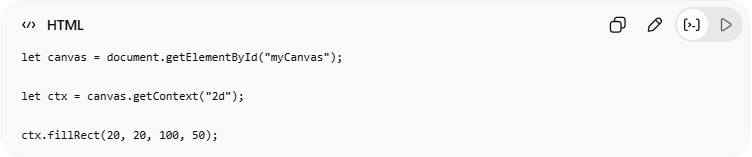 HTML
let canvas = document.getElementById("myCanvas");
let ctx = canvas.getContext("2d");
ctx.fillRect(20, 20, 100, 50);